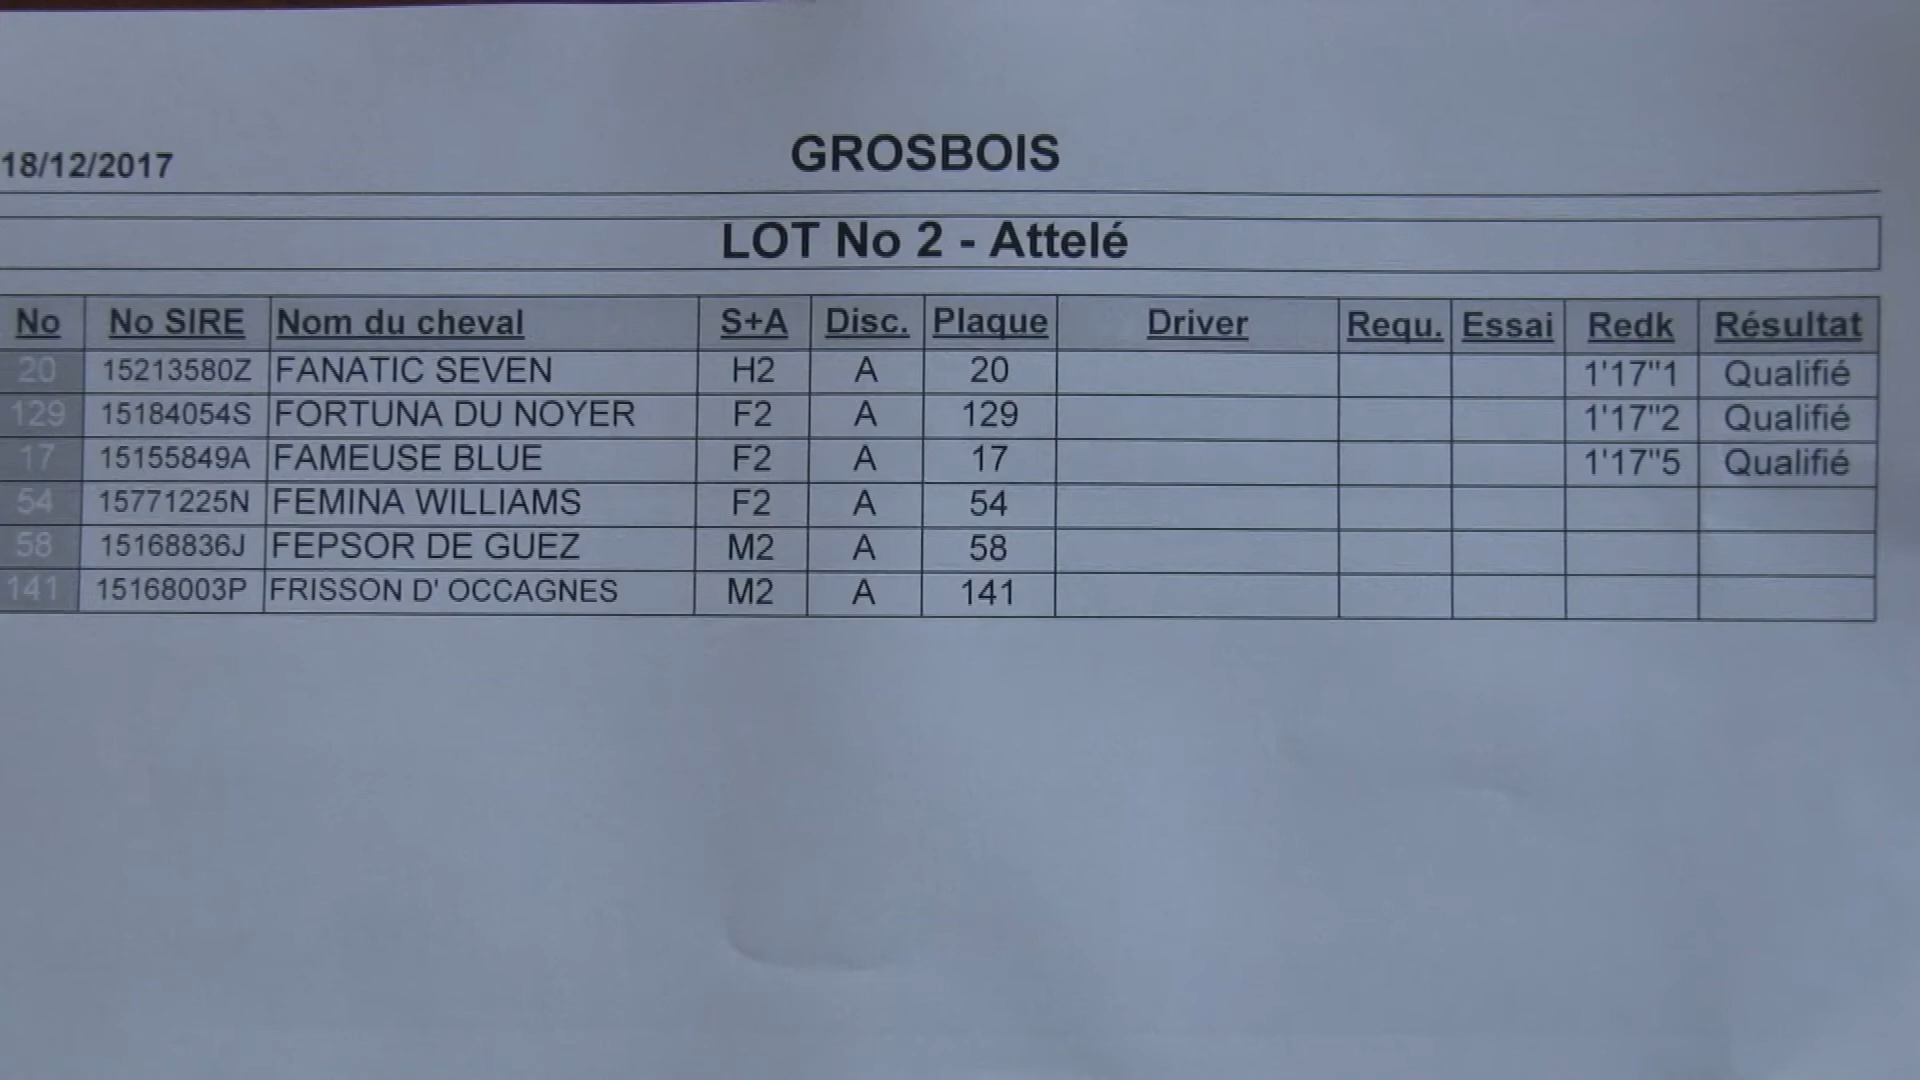 18/12/2017
GROSBOIS
LOT No 2 - Attelé
No No SIRE Nom du cheval S+A Disc. Plaque Driver Requ. Essai Redk Résultat
20 15213580Z FANATIC SEVEN H2 A 20 1'17"1 Qualifié
129 15184054S FORTUNA DU NOYER F2 A 129 1'17"2 Qualifié
17 15155849A FAMEUSE BLUE F2 A 17 1'17"5 Qualifié
54 15771225N FEMINA WILLIAMS F2 A 54
58 15168836J FEPSOR DE GUEZ M2 A 58
141 15168003P FRISSON D' OCCAGNES M2 A 141